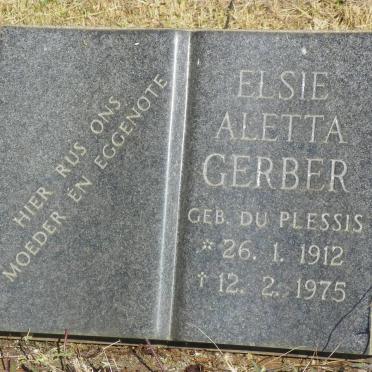 HIER RUS ONS
MOEDER EN EGGENOTE
ELSIE
ALETTA
GERBER
GEB. DU PLESSIS
* 26. 1. 1912
† 12. 2. 1975